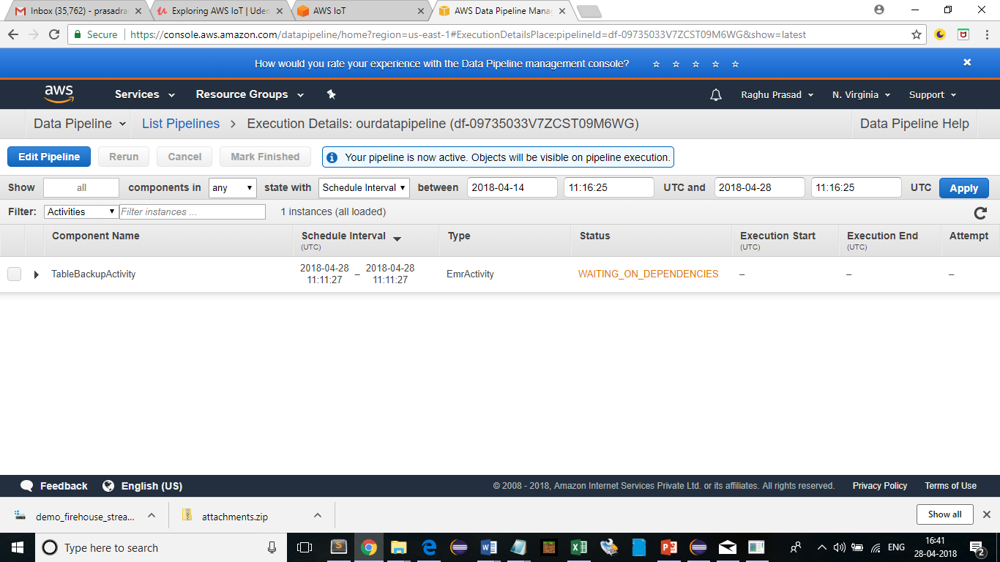 Inbox (35,762) - prasadra
Exploring AWS IoT | Uden
AWS IoT
AWS Data Pipeline Mana
Secure
https://console.aws.amazon.com/datapipeline/home?region=us-east-1#ExecutionDetailsPlace:pipelineId=df-09735033V7ZCST09M6WG&show=latest
How would you rate your experience with the Data Pipeline management console?
aws Services Resource Groups Raghu Prasad N. Virginia Support
Data Pipeline List Pipelines > Execution Details: ourdatapipeline (df-09735033V7ZCST09M6WG) Data Pipeline Help
Edit Pipeline Rerun Cancel Mark Finished Your pipeline is now active. Objects will be visible on pipeline execution.
Show all components in any state with Schedule Interval between 2018-04-14 11:16:25 UTC and 2018-04-28 11:16:25 UTC Apply
Filter: Activities Filter instances ... 1 instances (all loaded)
Component Name Schedule Interval Type Status Execution Start Execution End Attempt
(UTC) (UTC) (UTC)
TableBackupActivity 2018-04-28 11:11:27 – 2018-04-28 11:11:27 EmrActivity WAITING_ON_DEPENDENCIES – – –
Feedback English (US) © 2008 - 2018, Amazon Internet Services Private Ltd. or its affiliates. All rights reserved. Privacy Policy Terms of Use
demo_firehouse_strea... attachments.zip Show all
Type here to search ENG 16:41
28-04-2018 2